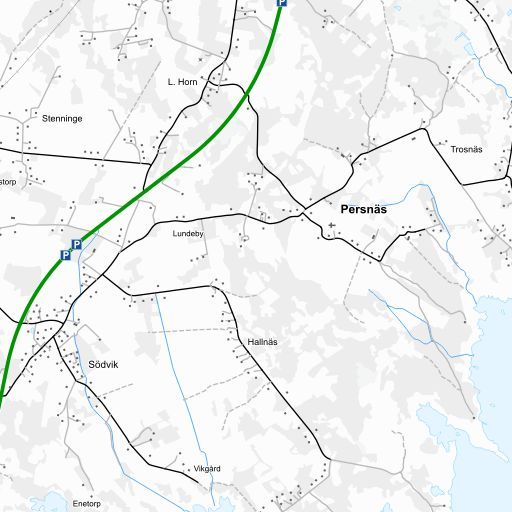 P
L. Horn
Stenninge
Trosnäs
storp
Persnäs
Lundeby
P
P
Hallnäs
Södvik
Vikgård
Enetorp